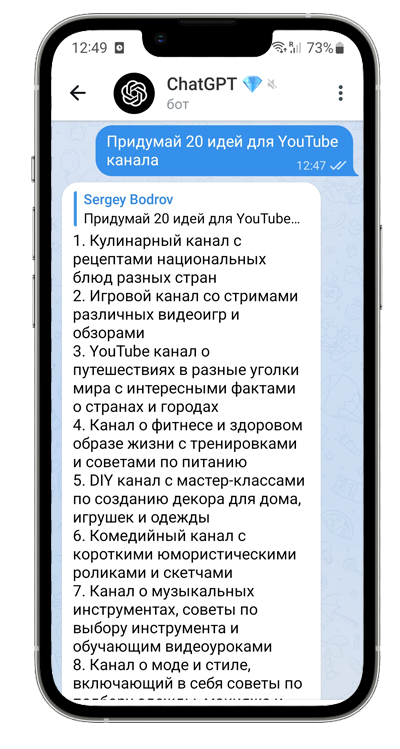 12:49
73%
ChatGPT
бот
Придумай 20 идей для YouTube
канала
12:47
Sergey Bodrov
Придумай 20 идей для YouTube...
1. Кулинарный канал с
рецептами национальных
блюд разных стран
2. Игровой канал со стримами
различных видеоигр и
обзорами
3. YouTube канал о
путешествиях в разные уголки
мира с интересными фактами
о странах и городах
4. Канал о фитнесе и здоровом
образе жизни с тренировками
и советами по питанию
5. DIY канал с мастер-классами
по созданию декора для дома,
игрушек и одежды
6. Комедийный канал с
короткими юмористическими
роликами и скетчами
7. Канал о музыкальных
инструментах, советы по
выбору инструмента и
обучающим видеоуроками
8. Канал о моде и стиле,
включающий в себя советы по